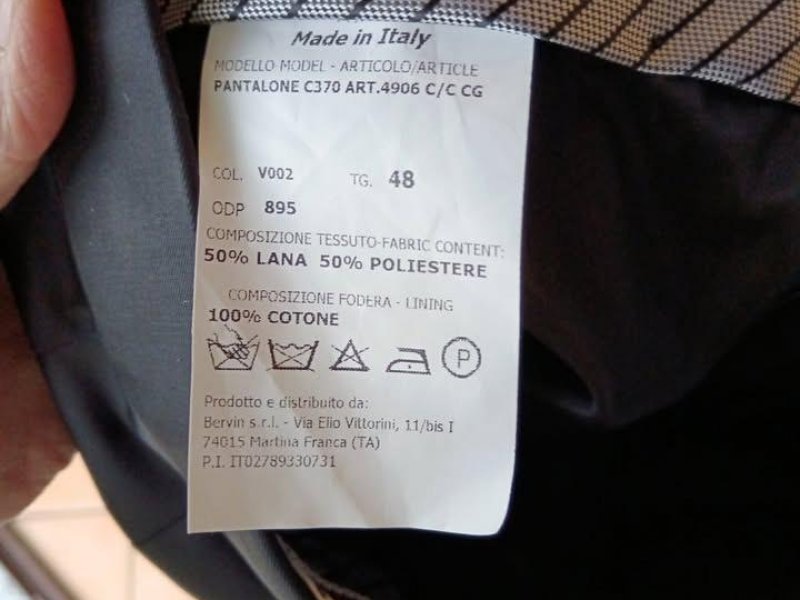 Made in Italy
MODELLO MODEL - ARTICOLO/ARTICLE
PANTALONE C370 ART.4906 C/C CG
COL. V002 TG. 48
ODP 895
COMPOSIZIONE TESSUTO-FABRIC CONTENT:
50% LANA 50% POLIESTERE
COMPOSIZIONE FODERA - LINING
100% COTONE
P
Prodotto e distribuito da:
Bervin s.r.l. - Via Elio Vittorini, 11/bis I
74015 Martina Franca (TA)
P.I. IT02789330731